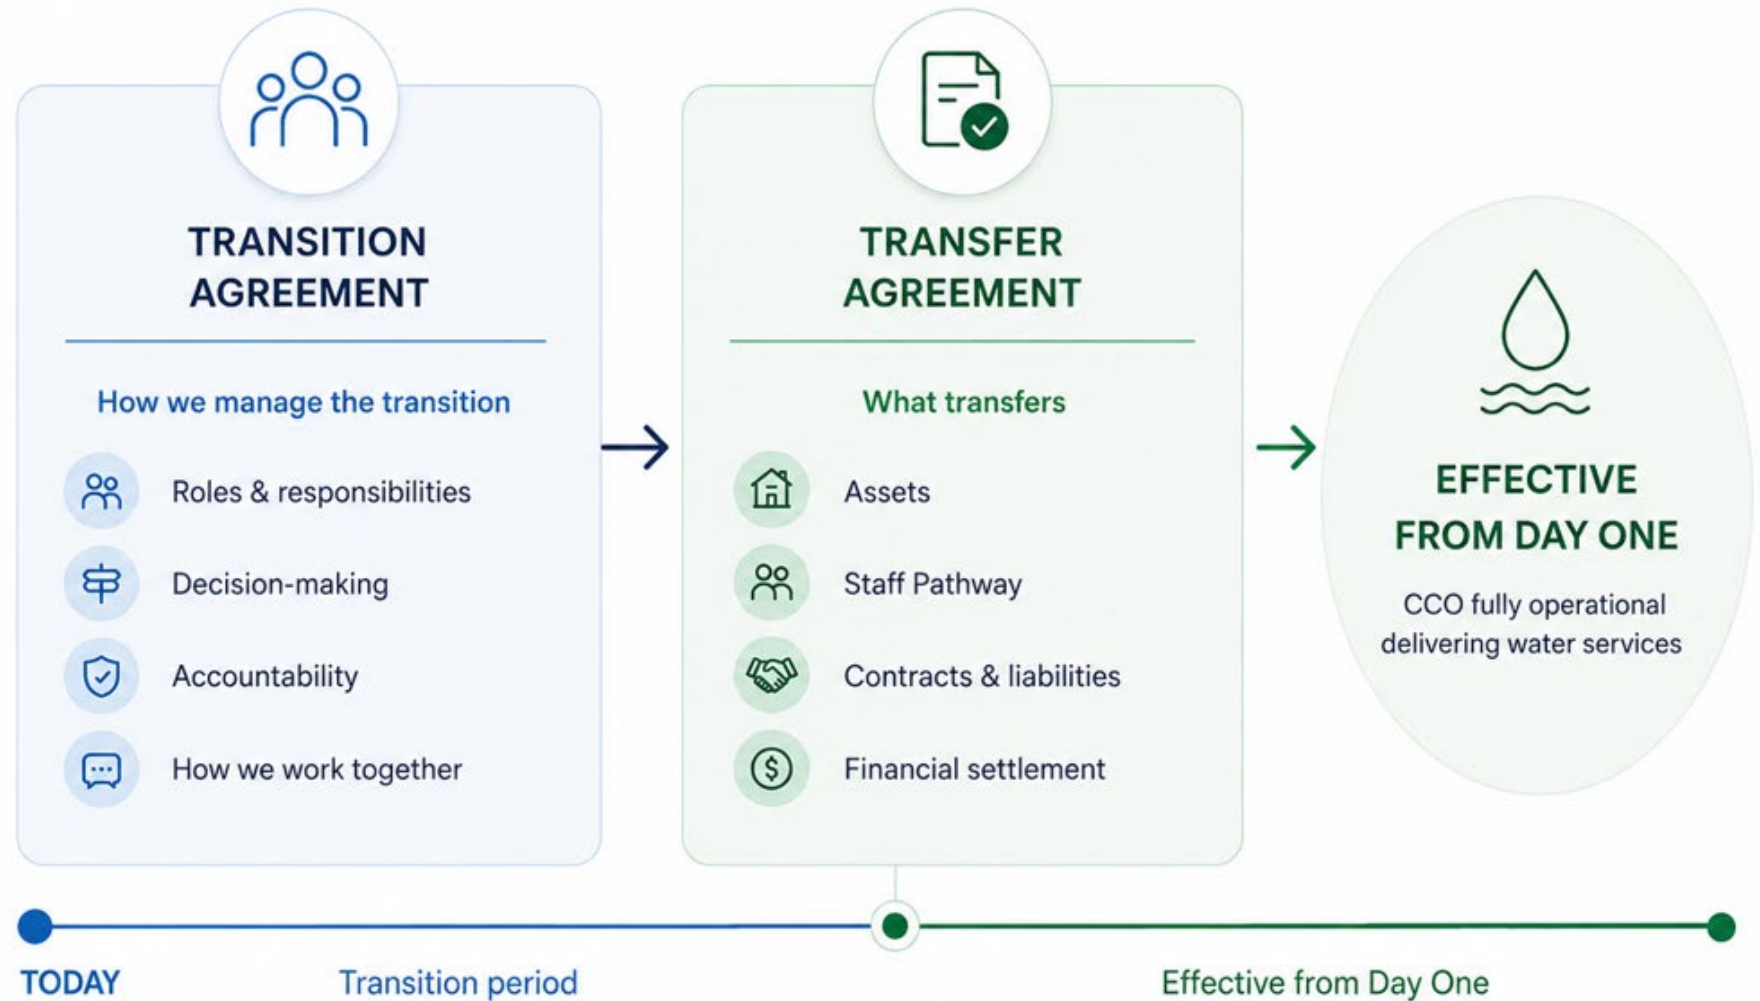 TRANSITION
AGREEMENT
How we manage the transition
Roles & responsibilities
Decision-making
Accountability
How we work together
TRANSFER
AGREEMENT
What transfers
Assets
Staff Pathway
Contracts & liabilities
$
Financial settlement
EFFECTIVE
FROM DAY ONE
CCO fully operational
delivering water services
TODAY
Transition period
Effective from Day One